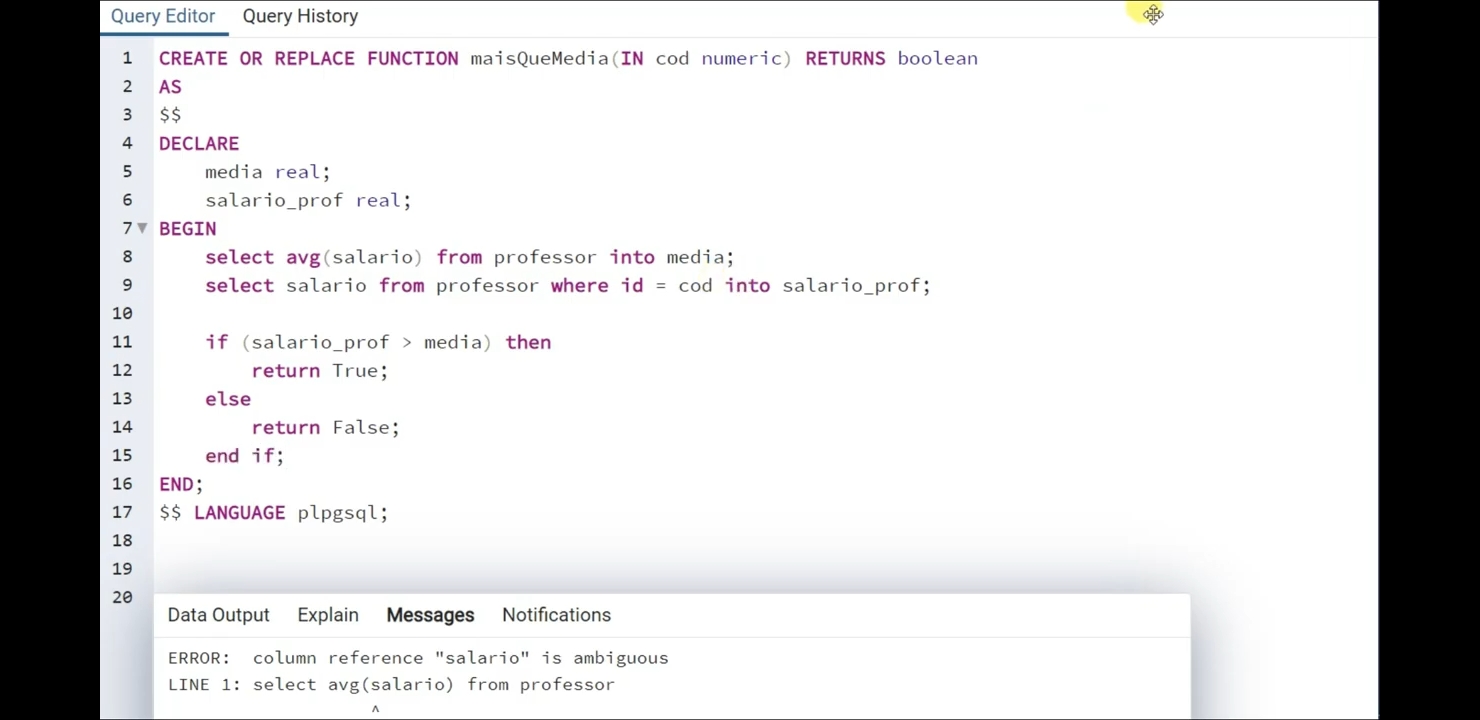 Query Editor Query History
1 CREATE OR REPLACE FUNCTION maisQueMedia(IN cod numeric) RETURNS boolean
2 AS
3 $$
4 DECLARE
5 media real;
6 salario_prof real;
7 BEGIN
8 select avg(salario) from professor into media;
9 select salario from professor where id = cod into salario_prof;
10
11 if (salario_prof > media) then
12 return True;
13 else
14 return False;
15 end if;
16 END;
17 $$ LANGUAGE plpgsql;
18
19
20
Data Output Explain Messages Notifications
ERROR: column reference "salario" is ambiguous
LINE 1: select avg(salario) from professor
^